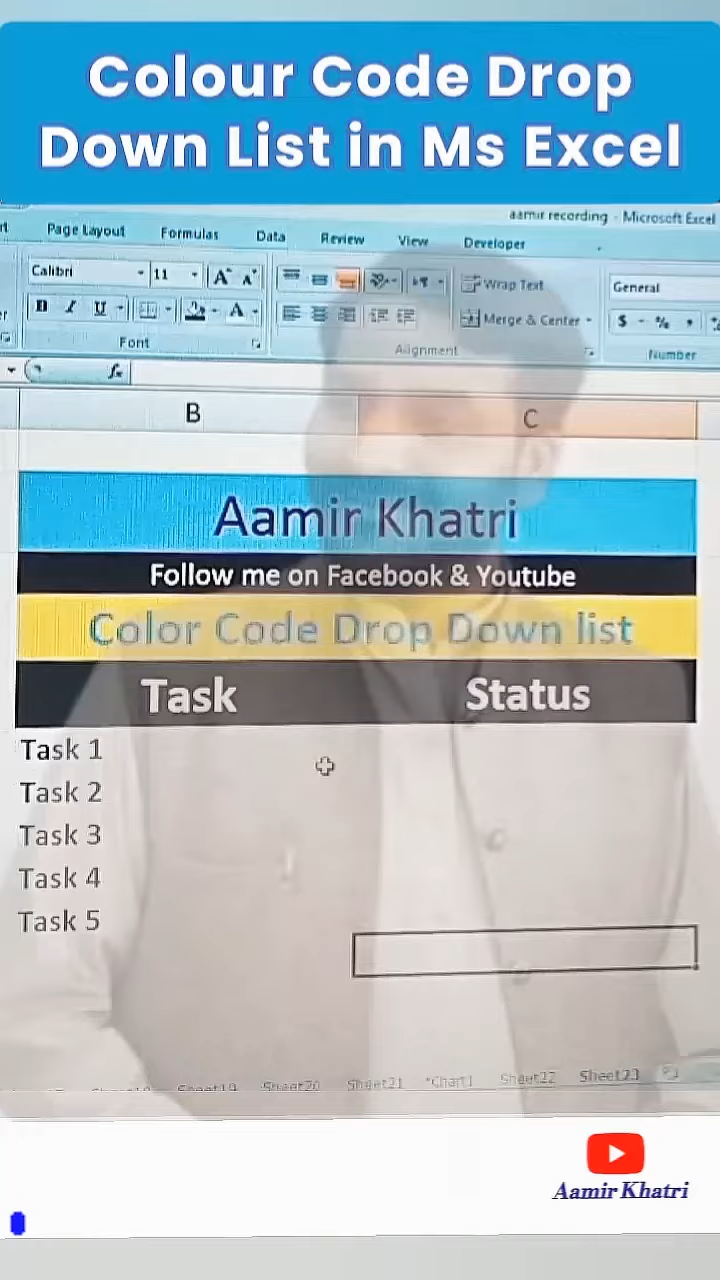 Colour Code Drop
Down List in Ms Excel
aamir recording - Microsoft Excel
Page Layout Formulas Data Review View Developer
Calibri 11 A A Wrap Text General
B I U A Merge & Center $ % ,
Font Alignment Number
fx
B C
Aamir Khatri
Follow me on Facebook & Youtube
Color Code Drop Down list
Task Status
Task 1
Task 2
Task 3
Task 4
Task 5
Sheet19 Sheet20 Sheet21 Chart1 Sheet22 Sheet23
Aamir Khatri